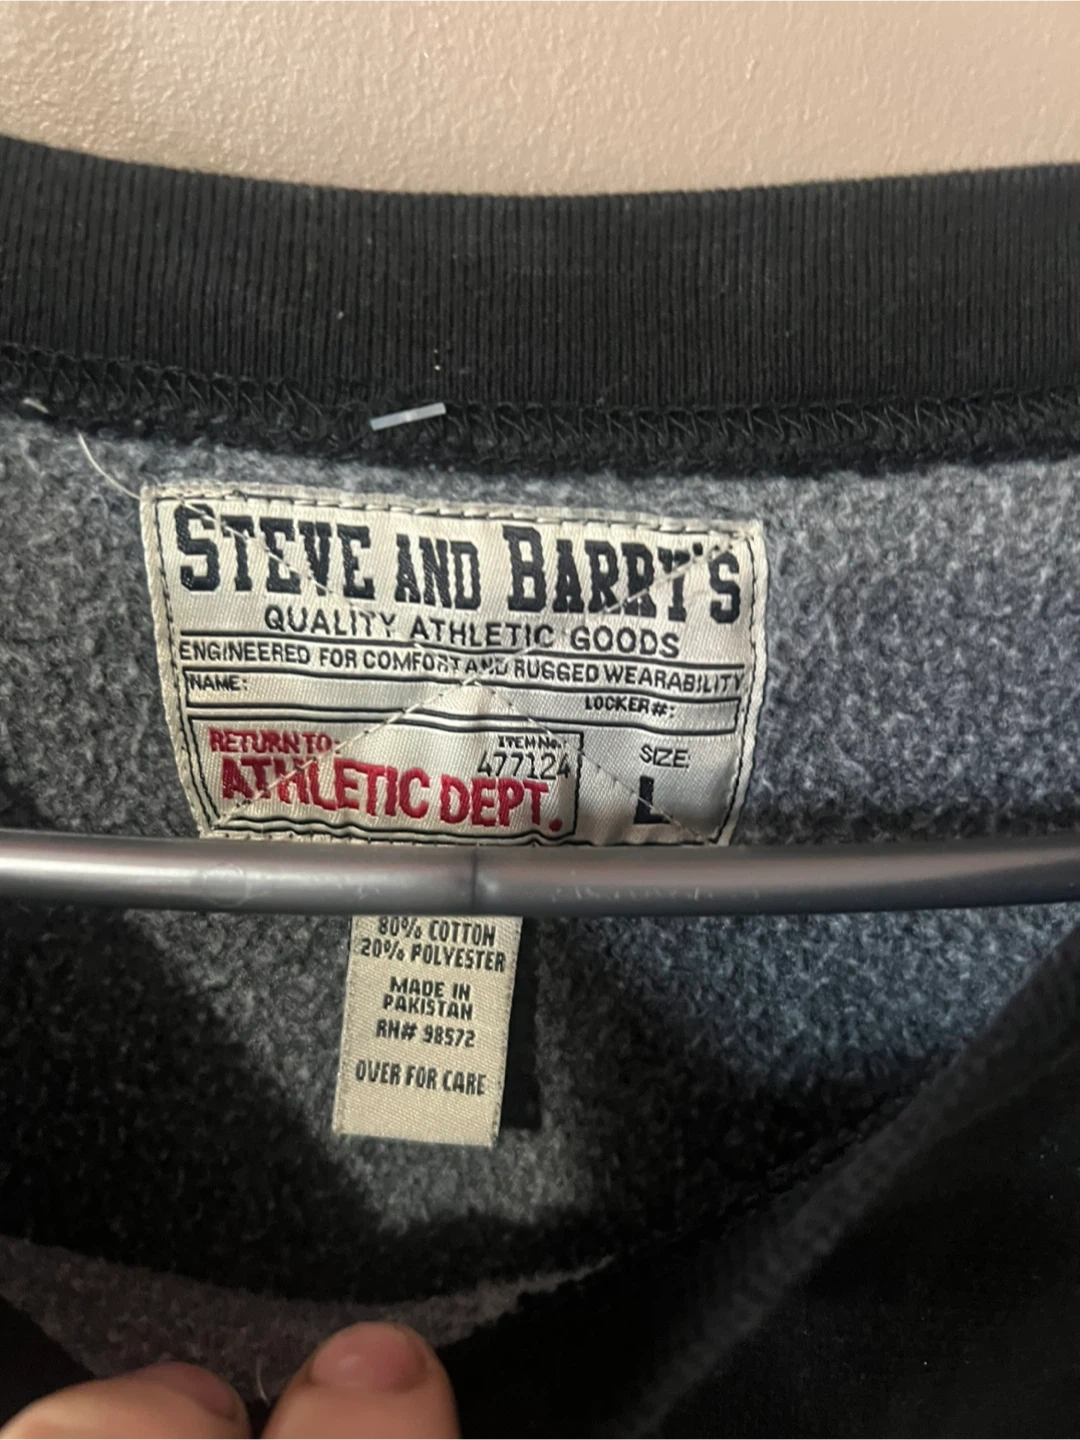 STEVE AND BARRY'S
QUALITY ATHLETIC GOODS
ENGINEERED FOR COMFORT AND RUGGED WEARABILITY
NAME:
LOCKER #:
RETURN TO:
ATHLETIC DEPT.
ITEM No.:
477124
SIZE:
L
80% COTTON
20% POLYESTER
MADE IN
PAKISTAN
RN# 98572
OVER FOR CARE